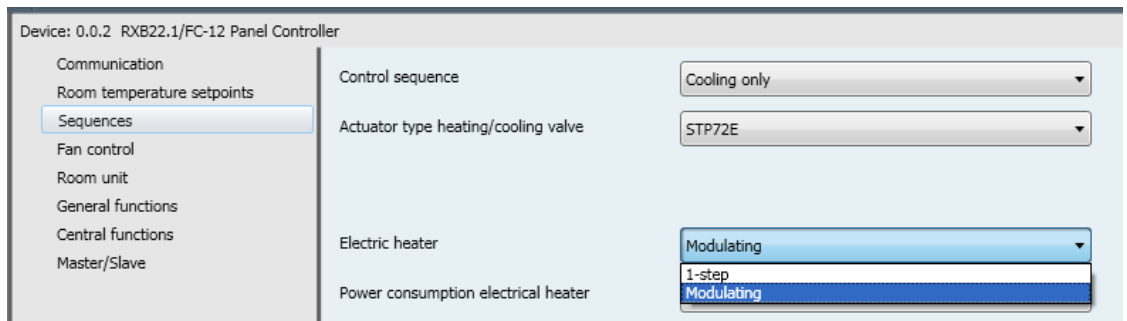 Device: 0.0.2 RXB22.1/FC-12 Panel Controller
Communication
Room temperature setpoints
Sequences
Fan control
Room unit
General functions
Central functions
Master/Slave
Control sequence Cooling only
Actuator type heating/cooling valve STP72E
Electric heater Modulating
1-step
Modulating
Power consumption electrical heater